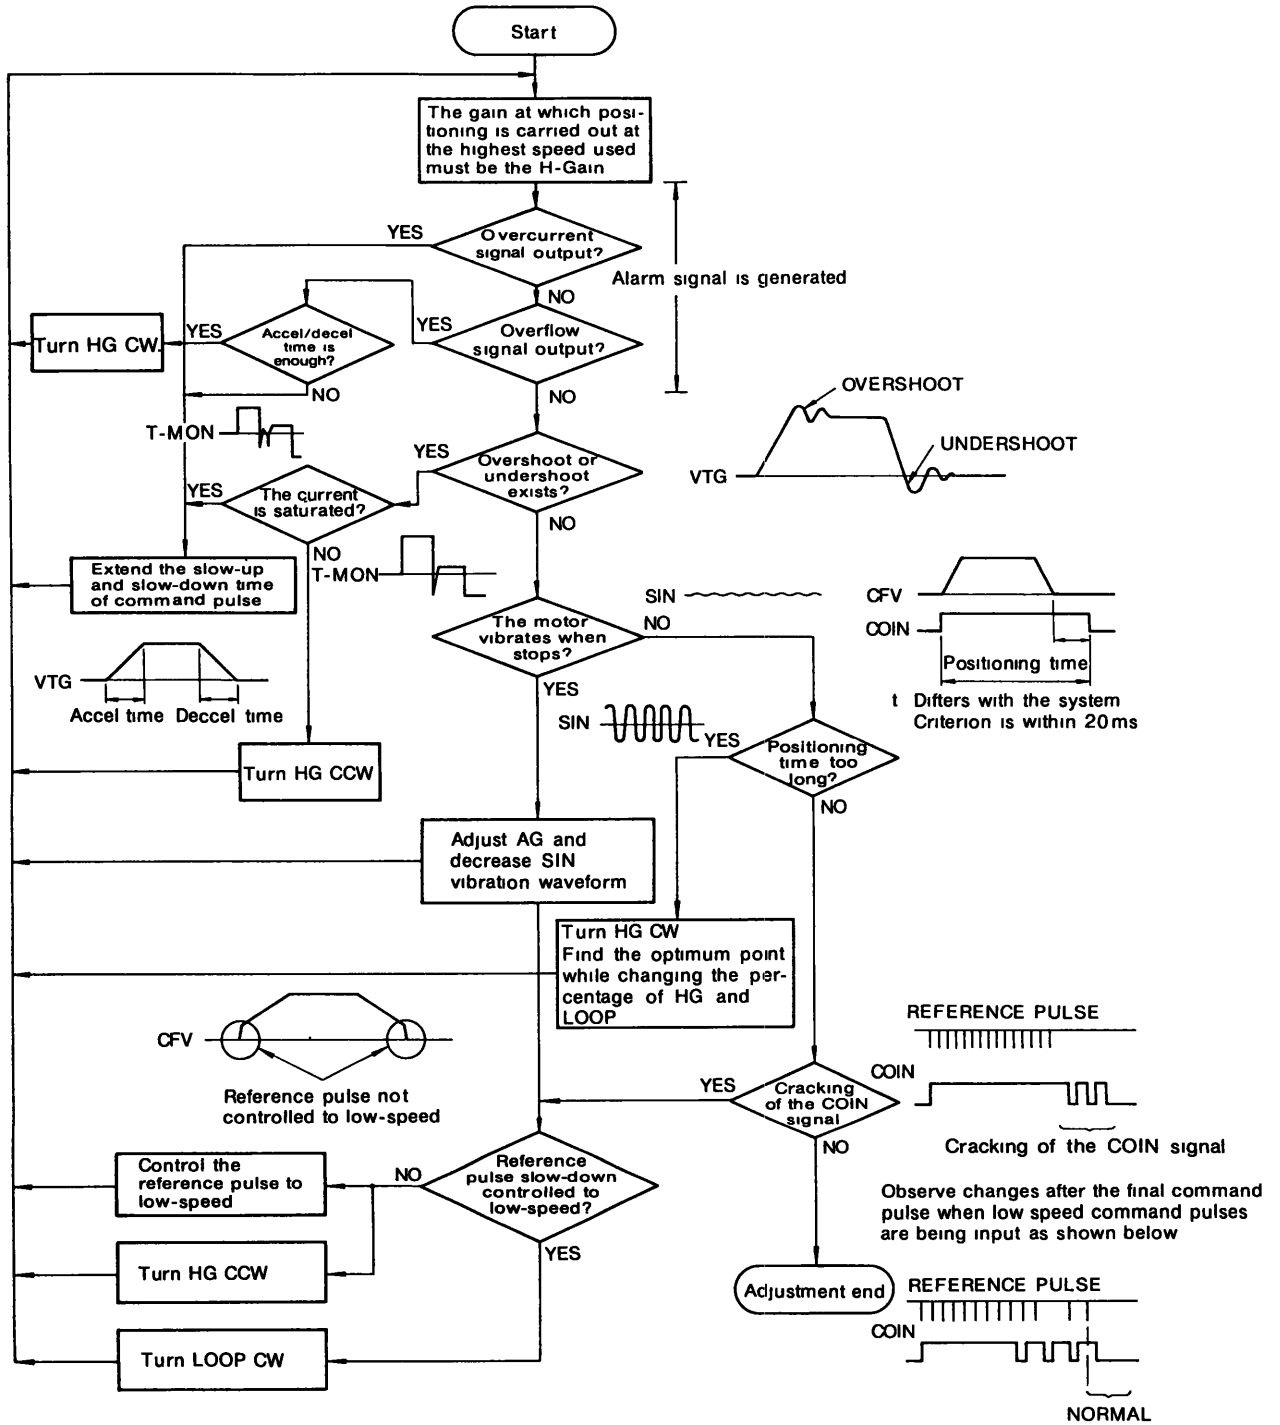 Start
The gain at which posi-
tioning is carried out at
the highest speed used
must be the H-Gain
YES
Overcurrent
signal output?
Alarm signal is generated
NO
Turn HG CW.
YES
Accel/decel
time is
enough?
YES
Overflow
signal output?
NO
NO
T-MON
OVERSHOOT
UNDERSHOOT
VTG
YES
Overshoot or
undershoot
exists?
YES
The current
is saturated?
NO
NO
T-MON
Extend the slow-up
and slow-down time
of command pulse
SIN
NO
The motor
vibrates when
stops?
YES
CFV
COIN
Positioning time
t Differs with the system
Criterion is within 20ms
VTG
Accel time Deccel time
SIN
YES
Positioning
time too
long?
NO
Turn HG CCW
Adjust AG and
decrease SIN
vibration waveform
Turn HG CW
Find the optimum point
while changing the per-
centage of HG and
LOOP
CFV
Reference pulse not
controlled to low-speed
REFERENCE PULSE
COIN
Cracking of the COIN signal
YES
Cracking
of the COIN
signal
NO
Control the
reference pulse to
low-speed
NO
Reference
pulse slow-down
controlled to
low-speed?
YES
Observe changes after the final command
pulse when low speed command pulses
are being input as shown below
Turn HG CCW
Adjustment end
REFERENCE PULSE
COIN
NORMAL
Turn LOOP CW